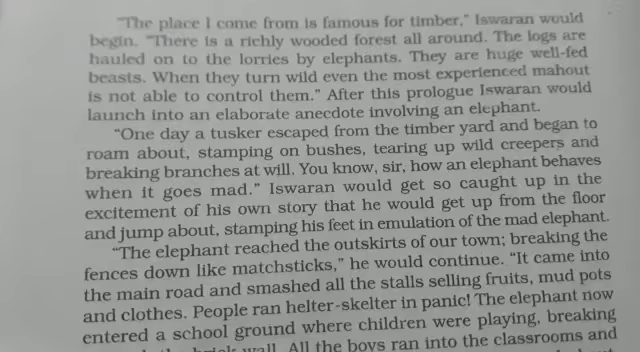 "The place I come from is famous for timber," Iswaran would
begin. "There is a richly wooded forest all around. The logs are
hauled on to the lorries by elephants. They are huge well-fed
beasts. When they turn wild even the most experienced mahout
is not able to control them." After this prologue Iswaran would
launch into an elaborate anecdote involving an elephant.
"One day a tusker escaped from the timber yard and began to
roam about, stamping on bushes, tearing up wild creepers and
breaking branches at will. You know, sir, how an elephant behaves
when it goes mad." Iswaran would get so caught up in the
excitement of his own story that he would get up from the floor
and jump about, stamping his feet in emulation of the mad elephant.
"The elephant reached the outskirts of our town; breaking the
fences down like matchsticks," he would continue. "It came into
the main road and smashed all the stalls selling fruits, mud pots
and clothes. People ran helter-skelter in panic! The elephant now
entered a school ground where children were playing, breaking
brick wall. All the boys ran into the classrooms and